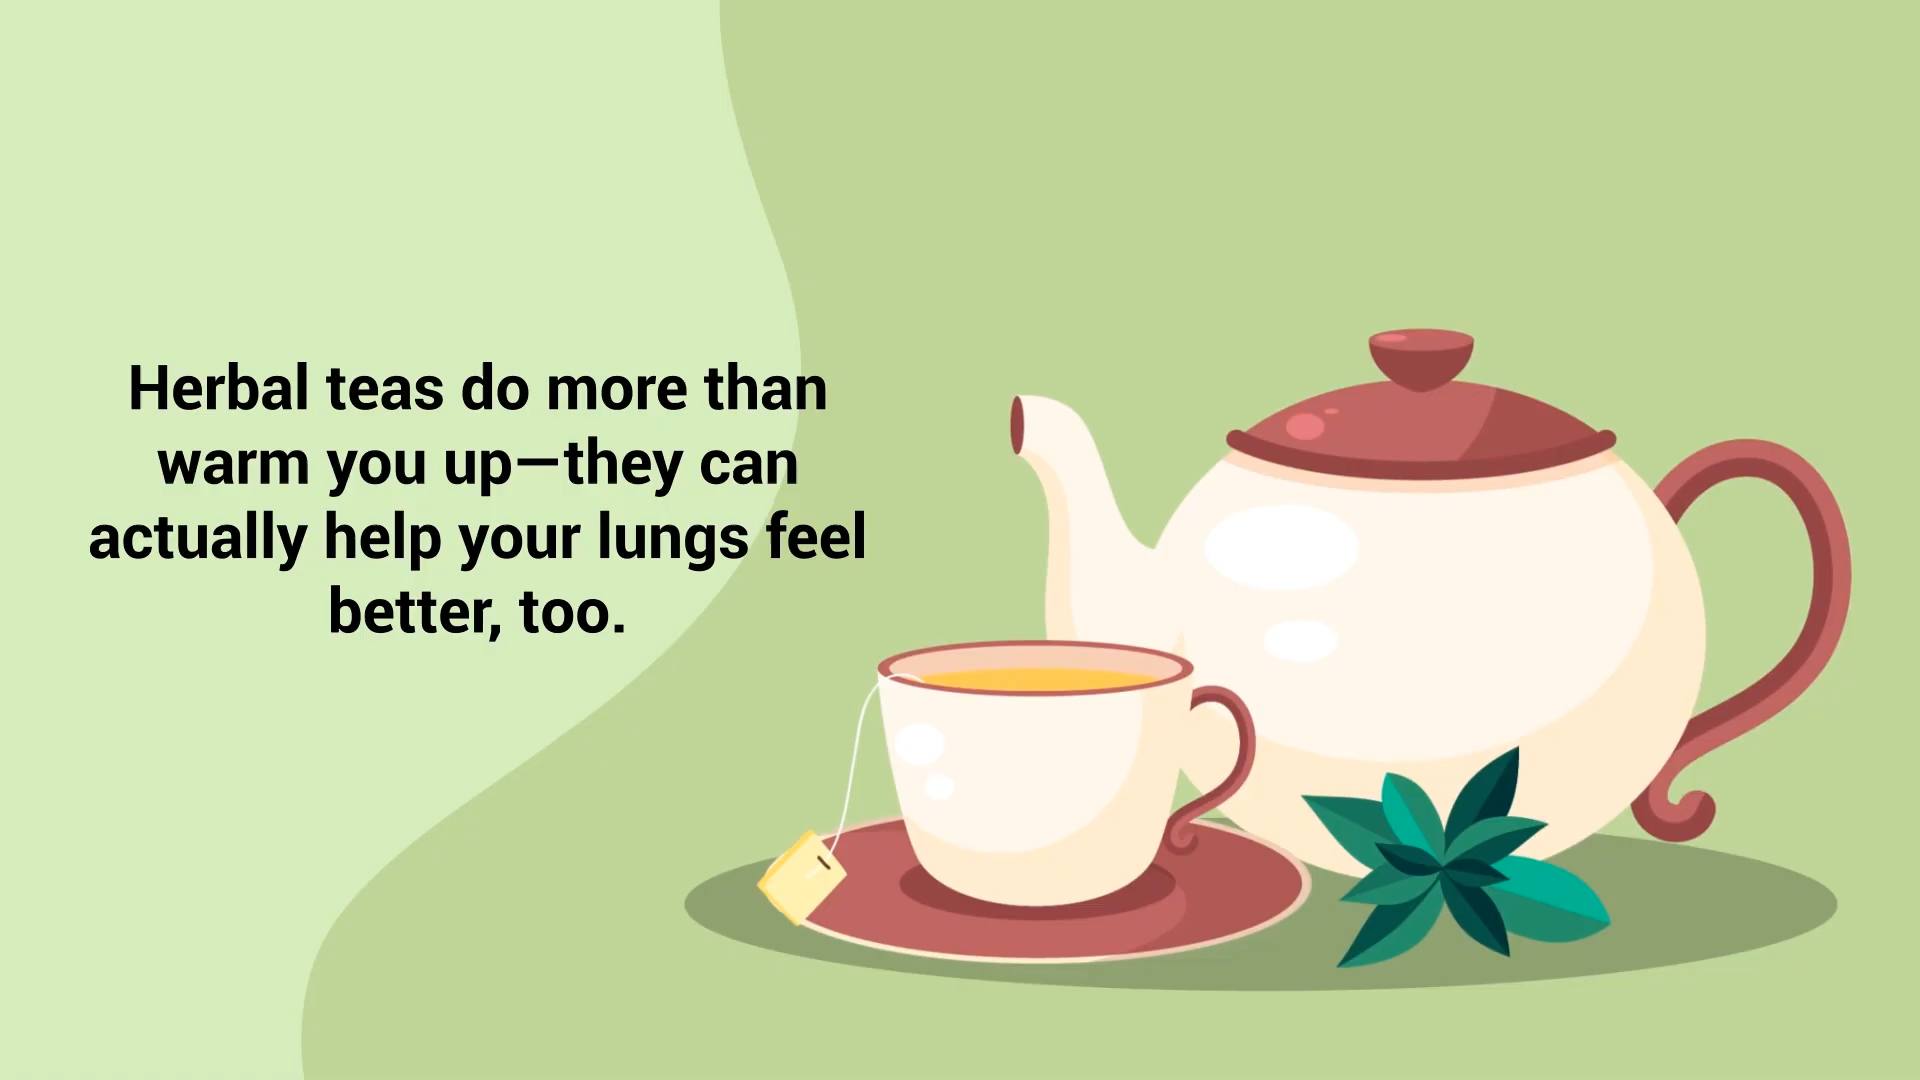 Herbal teas do more than
warm you up—they can
actually help your lungs feel
better, too.